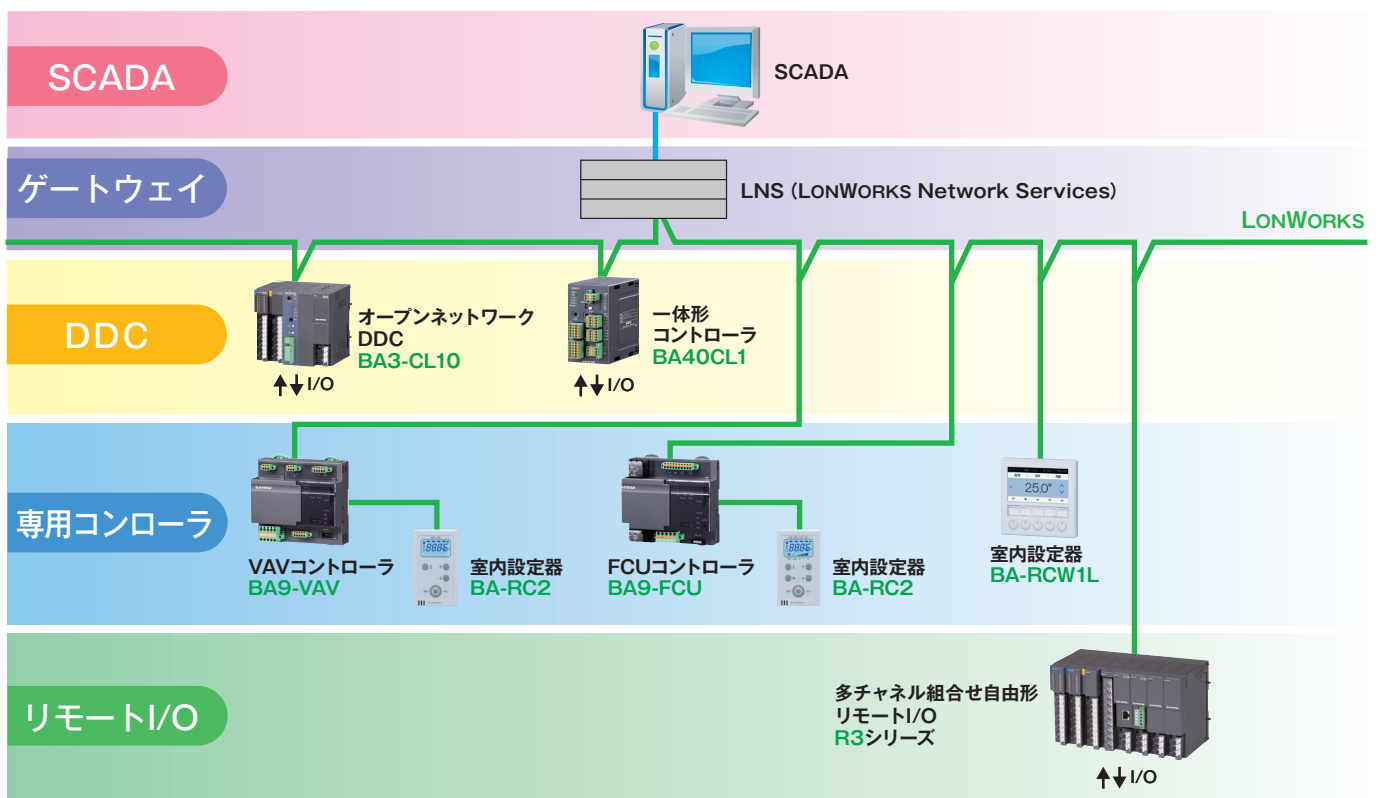 SCADA
SCADA
ゲートウェイ
LNS (LONWORKS Network Services)
LONWORKS
DDC
オープンネットワーク
DDC
BA3-CL10
I/O
一体形
コントローラ
BA40CL1
I/O
専用コンローラ
VAVコントローラ
BA9-VAV
室内設定器
BA-RC2
FCUコントローラ
BA9-FCU
室内設定器
BA-RC2
25.0°
室内設定器
BA-RCW1L
リモートI/O
多チャネル組合せ自由形
リモートI/O
R3シリーズ
I/O